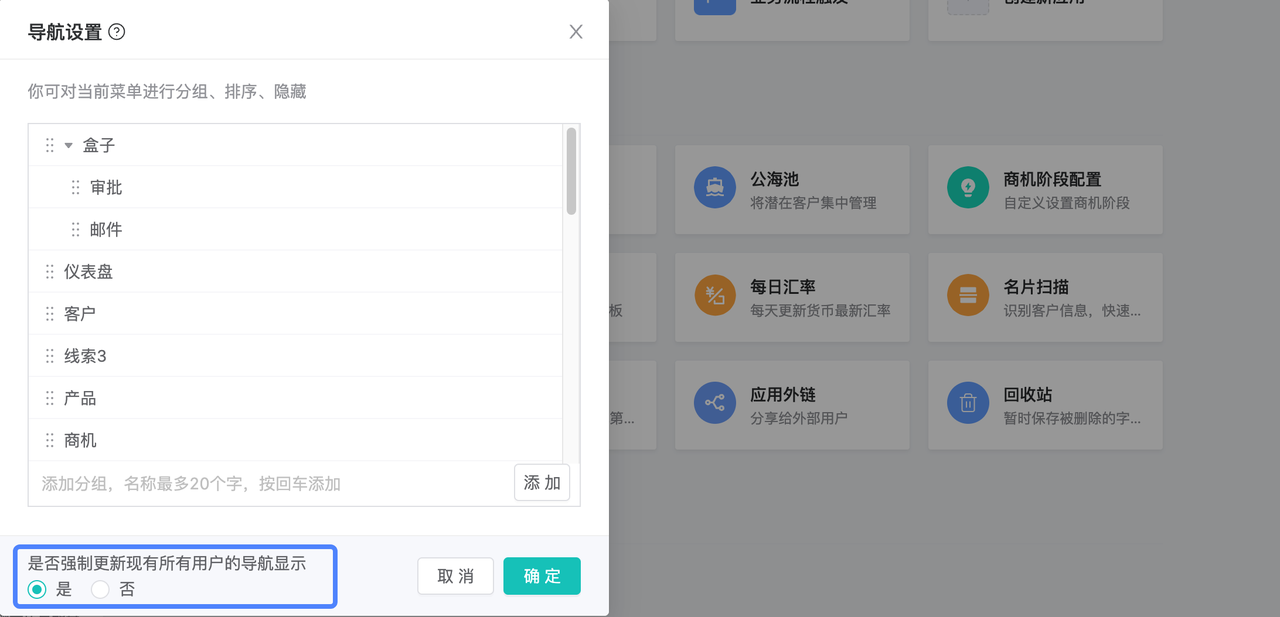 导航设置
你可对当前菜单进行分组、排序、隐藏
盒子
审批
邮件
仪表盘
客户
线索3
产品
商机
添加分组，名称最多20个字，按回车添加
添 加
是否强制更新现有所有用户的导航显示
是 否
取 消
确 定
公海池
将潜在客户集中管理
商机阶段配置
自定义设置商机阶段
板
每日汇率
每天更新货币最新汇率
名片扫描
识别客户信息，快速...
第...
应用外链
分享给外部用户
回收站
暂时保存被删除的字...